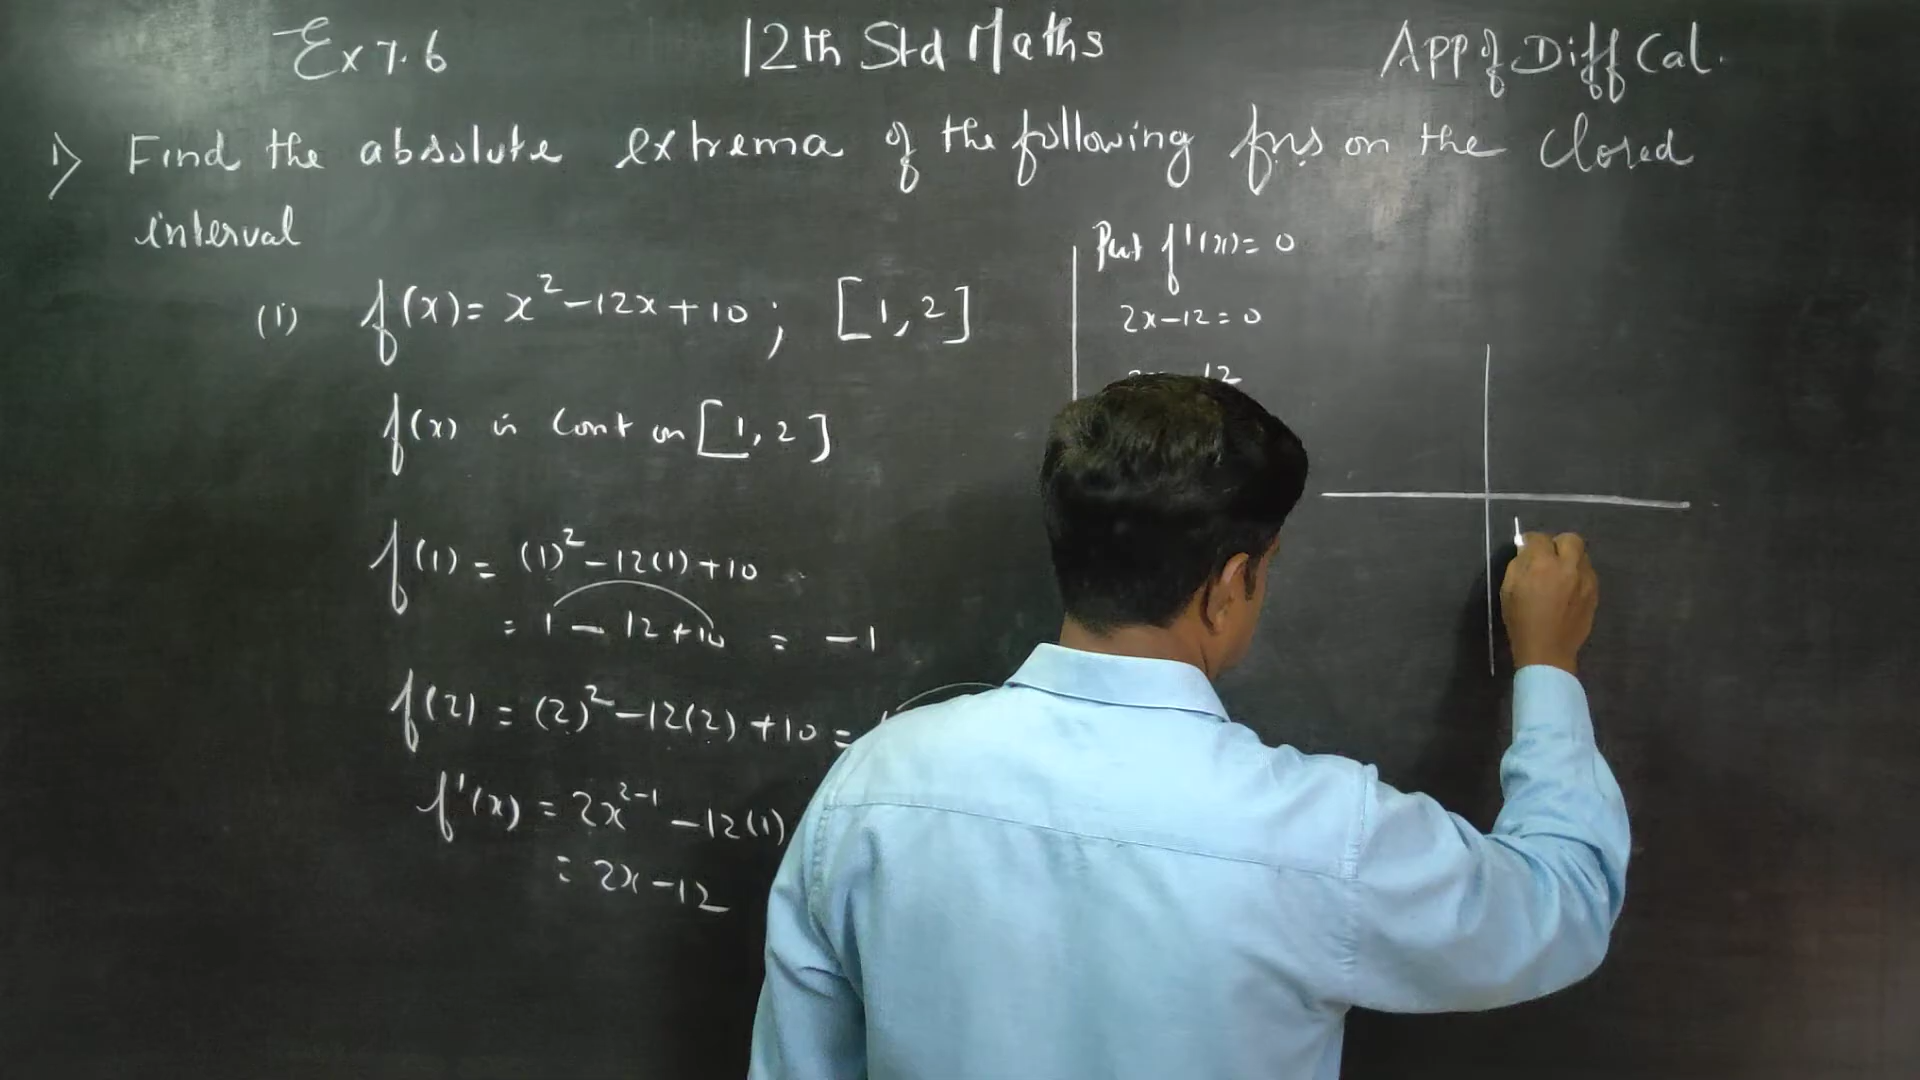 Ex 7.6
12th Std Maths
APP of Diff Cal.
1) Find the absolute extrema of the following fns on the closed
interval
(i) f(x) = x² - 12x + 10 ; [1, 2]
f(x) is cont on [1, 2]
f(1) = (1)² - 12(1) + 10
= 1 - 12 + 10 = -1
f(2) = (2)² - 12(2) + 10 =
f'(x) = 2x²⁻¹ - 12(1)
= 2x - 12
Put f'(x) = 0
2x - 12 = 0
12
1